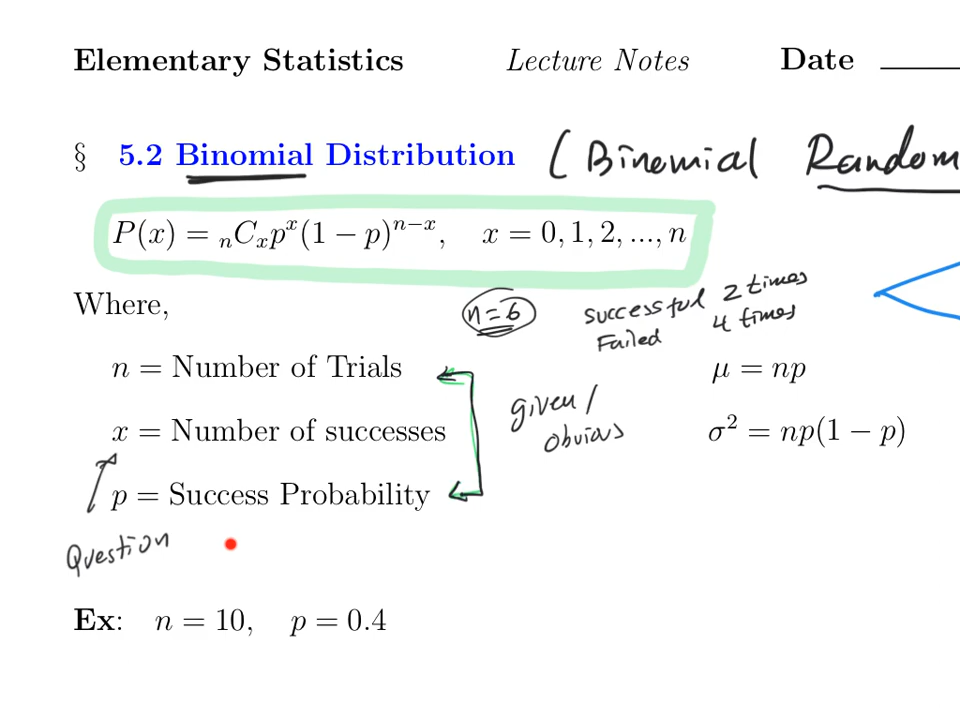 Elementary Statistics Lecture Notes Date
§ 5.2 Binomial Distribution (Binemial Random
P(x) = ₙCₓpˣ(1 − p)ⁿ⁻ˣ, x = 0, 1, 2, ..., n
Where,
n = 6
Successful 2 times
Failed 4 times
n = Number of Trials
μ = np
given/
obvious
x = Number of successes
σ² = np(1 − p)
p = Success Probability
Question
Ex: n = 10, p = 0.4